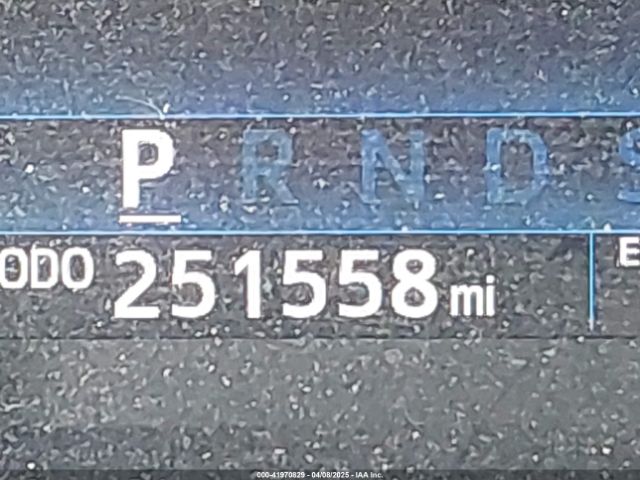 P R N D S
ODO 251558 mi E
000-41970829 - 04/08/2025 - IAA Inc.